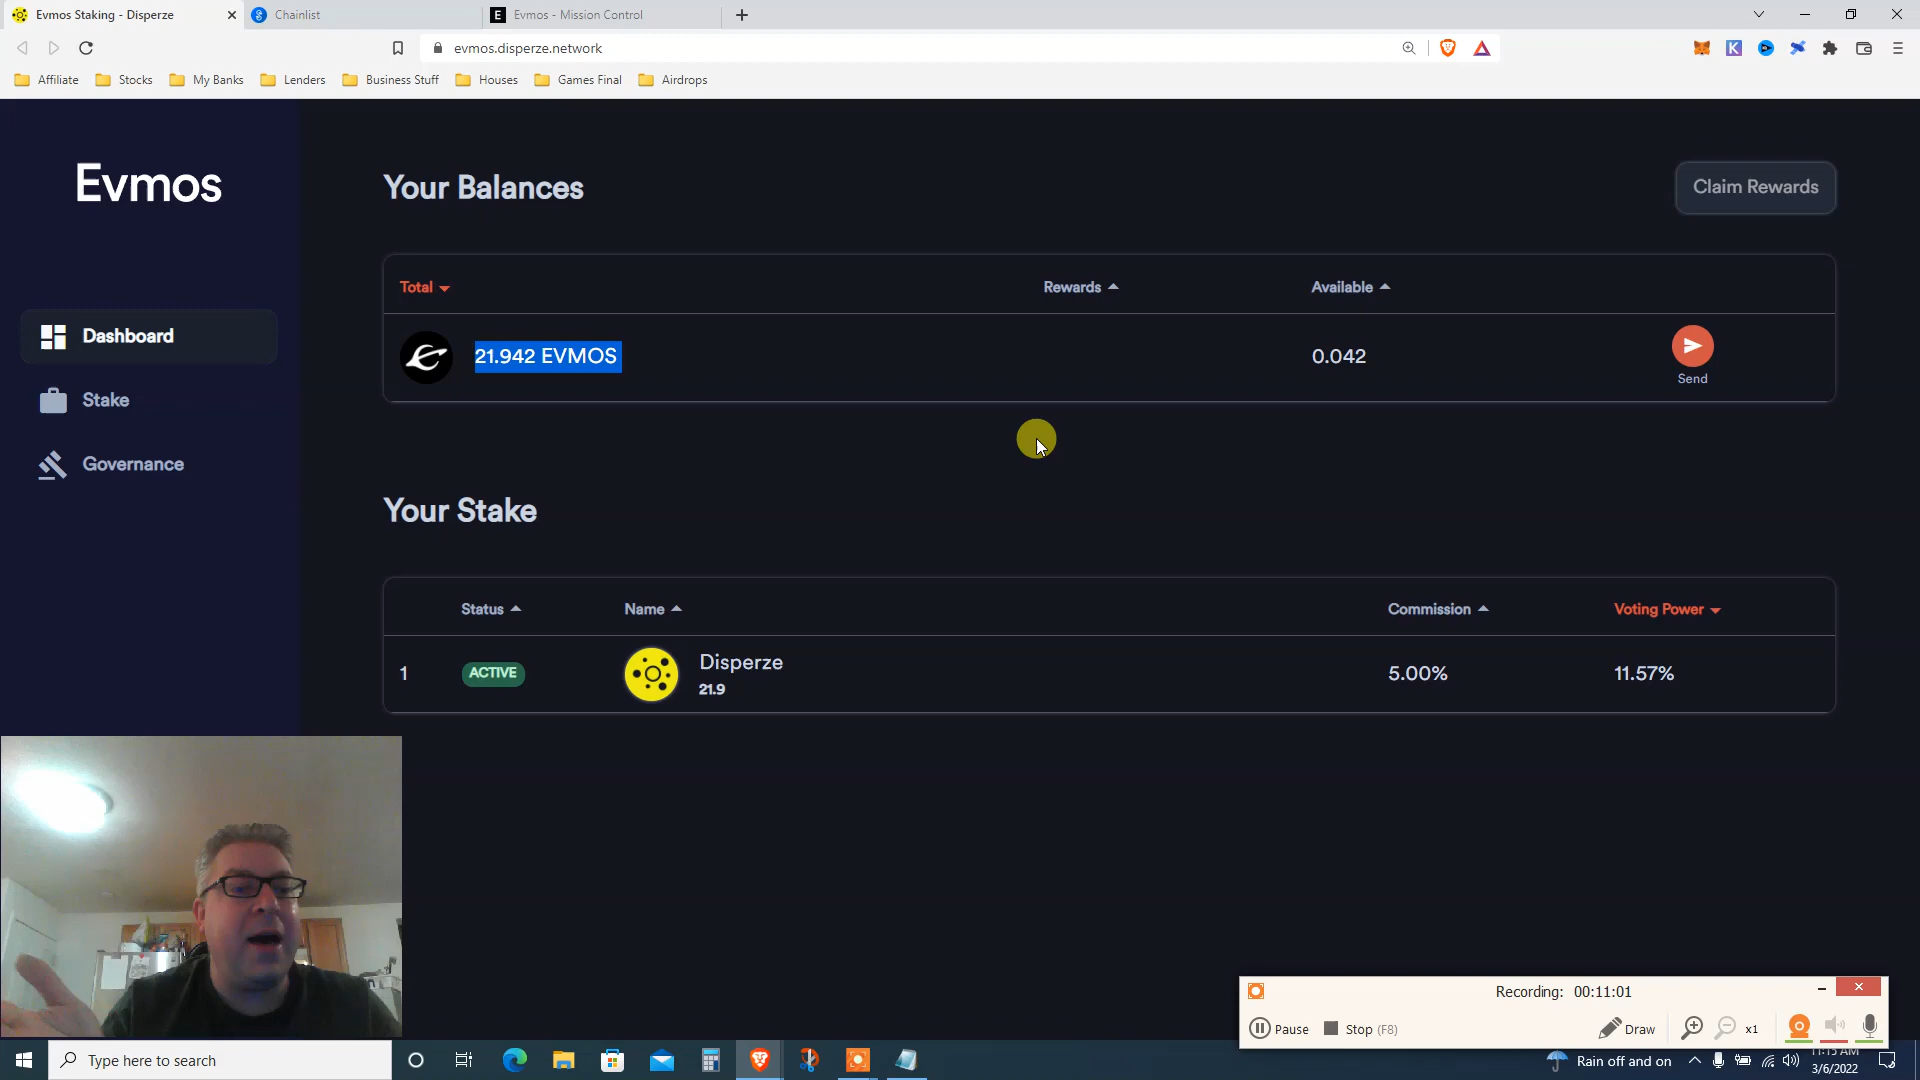 Evmos Staking - Disperze
Chainlist
E Evmos - Mission Control
evmos.disperze.network
K
Affiliate
Stocks
My Banks
Lenders
Business Stuff
Houses
Games Final
Airdrops
Evmos
Dashboard
Stake
Governance
Your Balances
Claim Rewards
Total
Rewards
Available
21.942 EVMOS
0.042
Send
Your Stake
Status
Name
Commission
Voting Power
1
ACTIVE
Disperze
21.9
5.00%
11.57%
Recording: 00:11:01
Pause
Stop (F8)
Draw
x1
Type here to search
Rain off and on
11:15 AM
3/6/2022